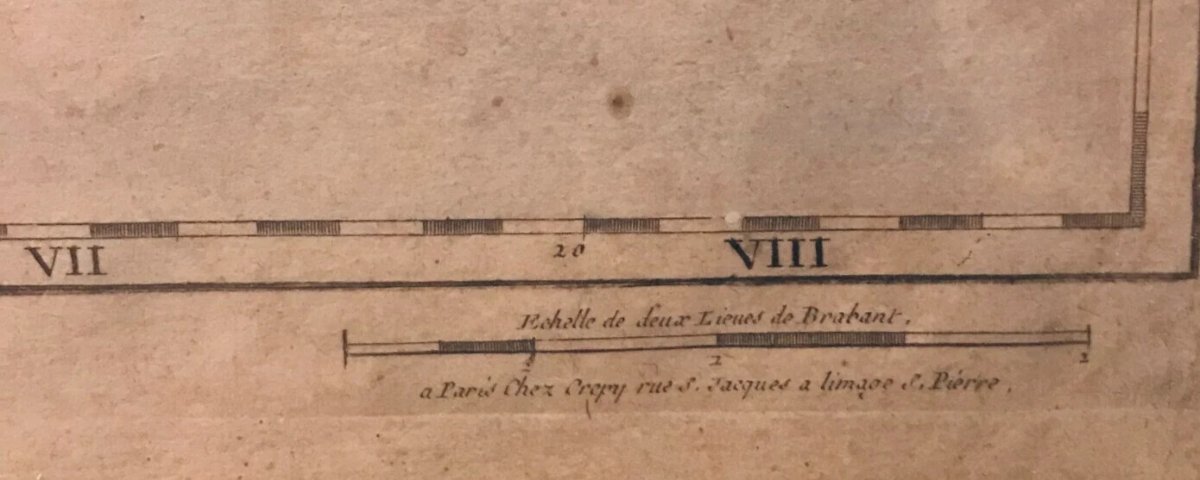 VII 20 VIII
Echelle de deux Lieues de Brabant.
2 2
a Paris Chez Crepy rue S. Jacques a limage S. Pierre.